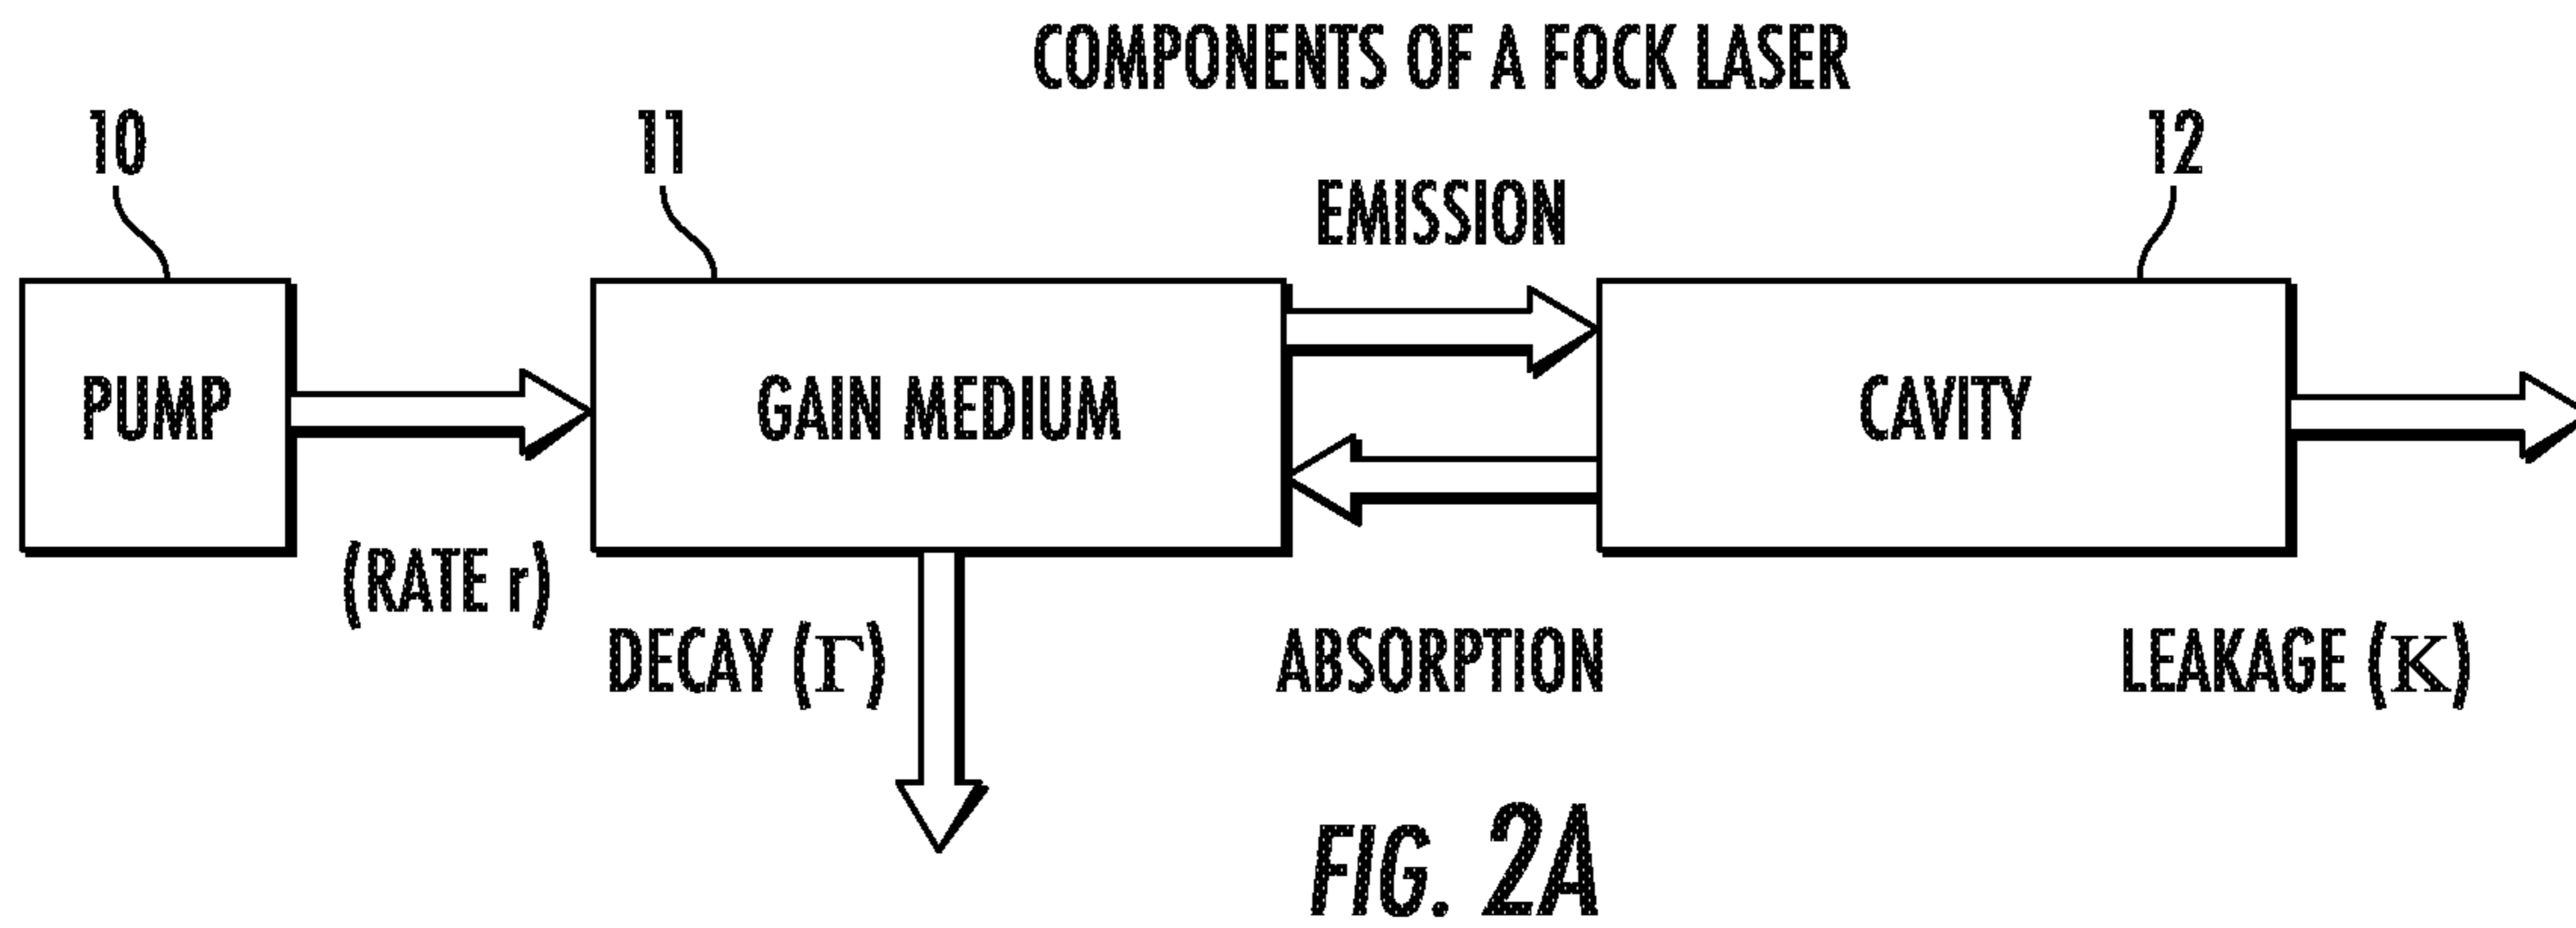 COMPONENTS OF A FOCK LASER
10
11
12
EMISSION
PUMP
GAIN MEDIUM
CAVITY
(RATE r)
DECAY (Γ)
ABSORPTION
LEAKAGE (K)
FIG. 2A